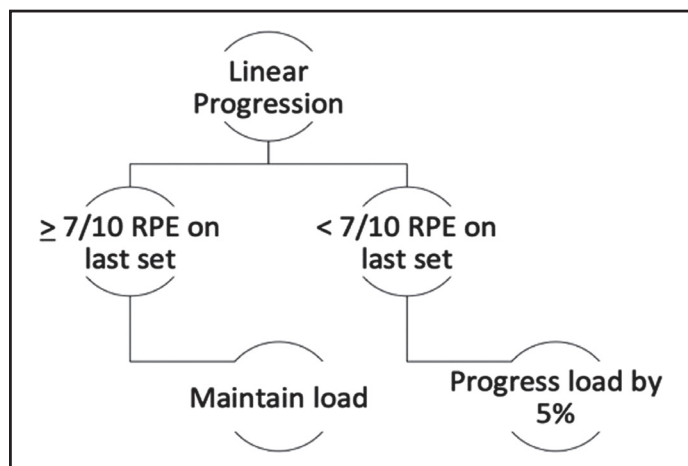 Linear
Progression
≥ 7/10 RPE on
last set
< 7/10 RPE on
last set
Maintain load
Progress load by
5%